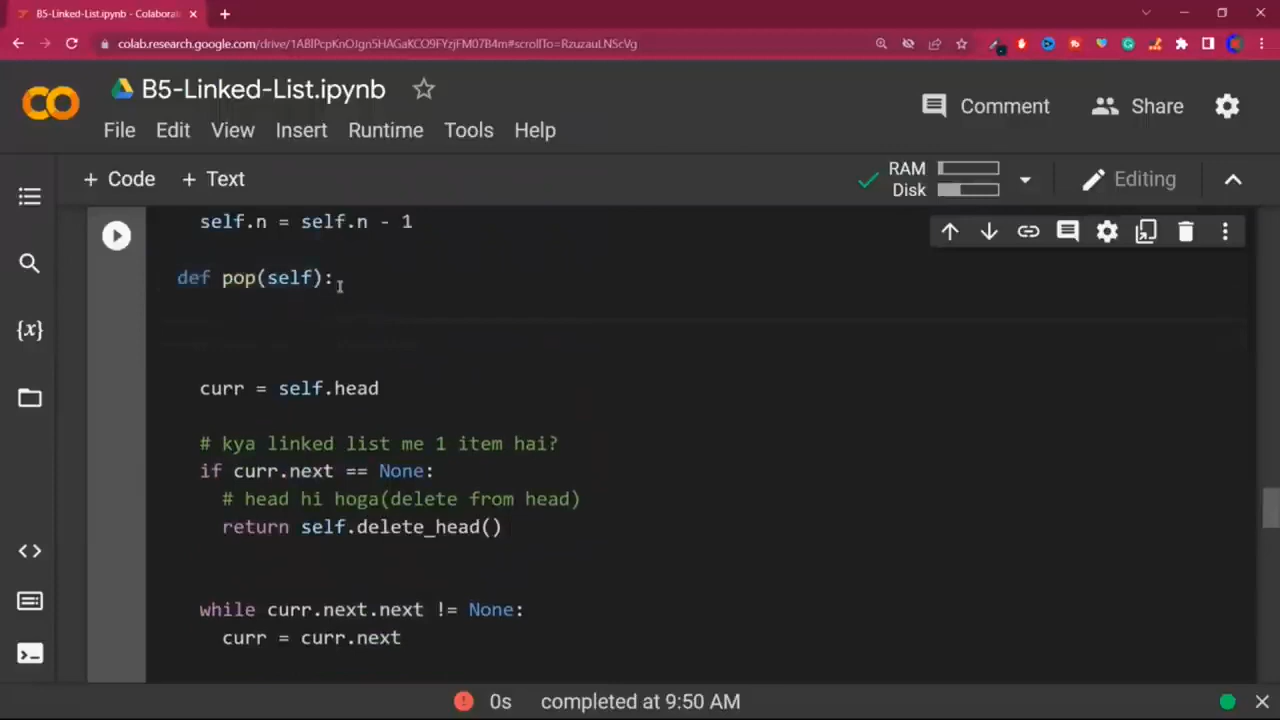 B5-Linked-List.ipynb - Colaborat
colab.research.google.com/drive/1ABlPcpKnOJgn5HAGaKCO9FYzjFM07B4m#scrollTo=RzuzauLNScVg
B5-Linked-List.ipynb
Comment
Share
File Edit View Insert Runtime Tools Help
+ Code + Text
RAM
Disk
Editing
self.n = self.n - 1
def pop(self):
curr = self.head
# kya linked list me 1 item hai?
if curr.next == None:
# head hi hoga(delete from head)
return self.delete_head()
while curr.next.next != None:
curr = curr.next
0s completed at 9:50 AM